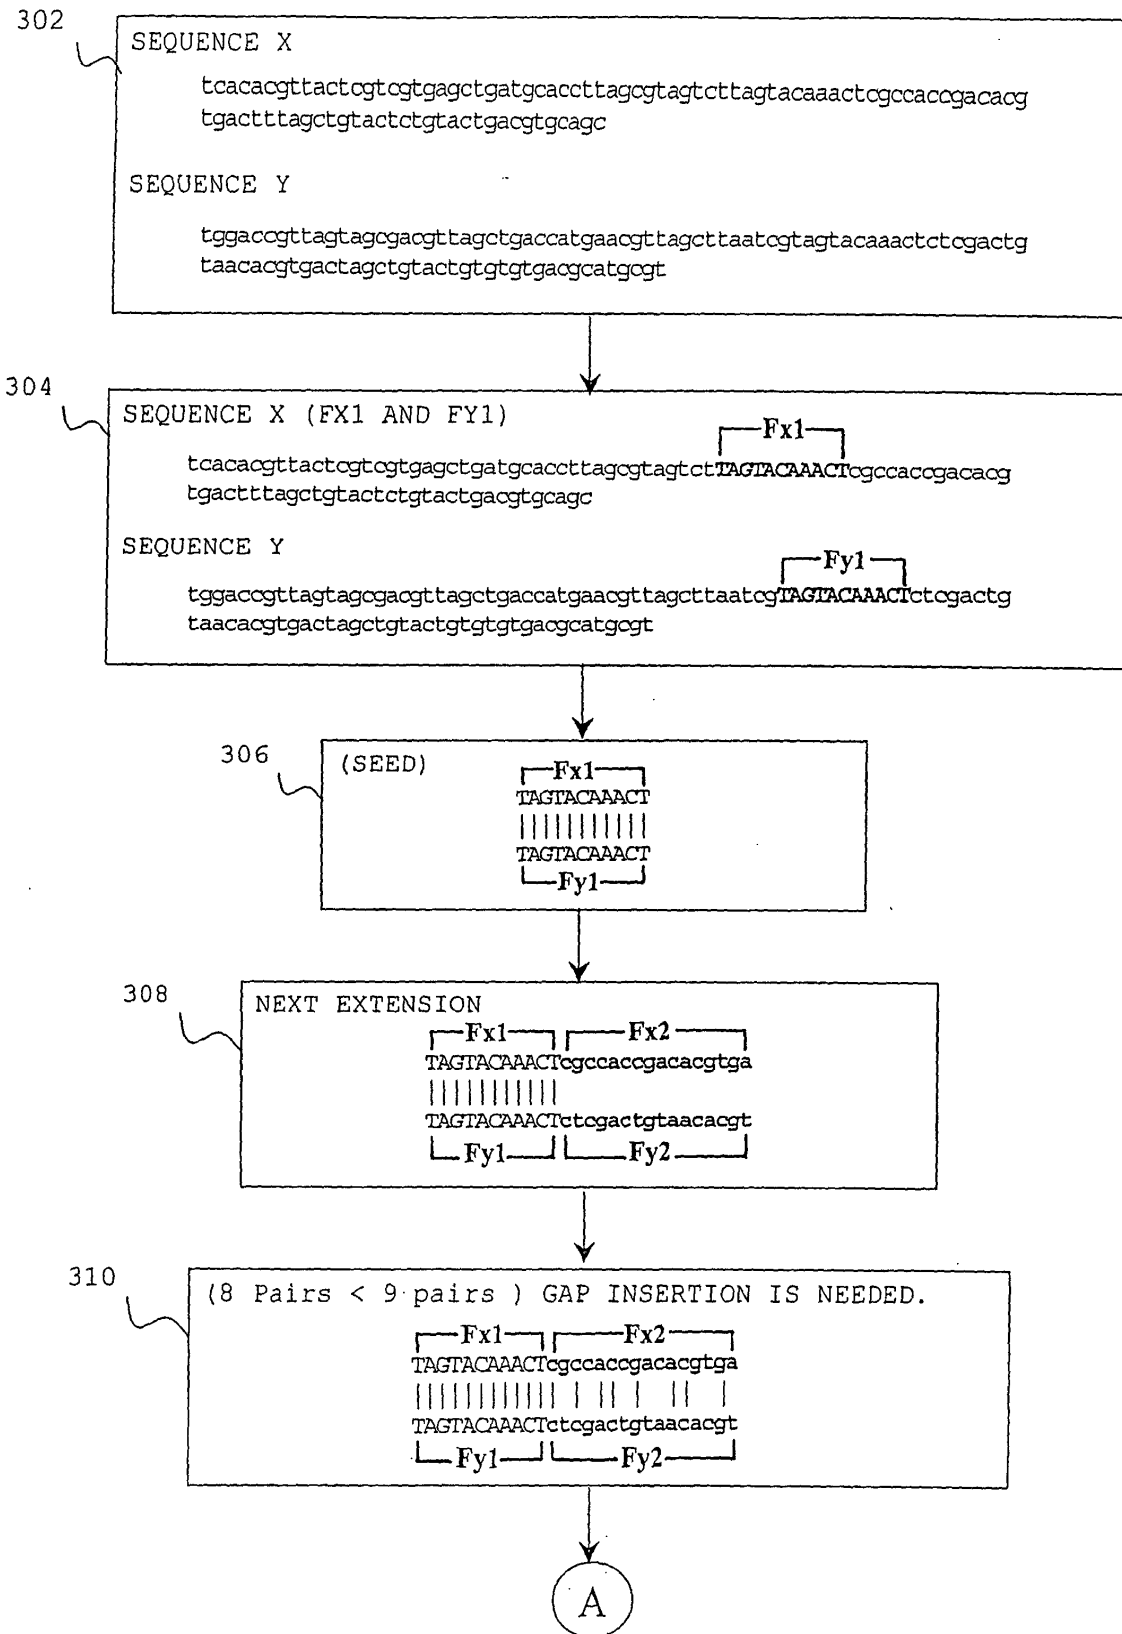 302
SEQUENCE X
tcacacgttactcgtcgtgagctgatgcaccttagcgtagtcttagtacaaactcgccaccgacacg
tgactttagctgtactctgtactgacgtgcagc
SEQUENCE Y
tggaccgttagtagcgacgttagctgaccatgaacgttagcttaatcgtagtacaaactctcgactg
taacacgtgactagctgtactgtgtgtgacgcatgcgt
304
SEQUENCE X (FX1 AND FY1)
Fx1
tcacacgttactcgtcgtgagctgatgcaccttagcgtagtctTAGTACAAACTcgccaccgacacg
tgactttagctgtactctgtactgacgtgcagc
SEQUENCE Y
Fy1
tggaccgttagtagcgacgttagctgaccatgaacgttagcttaatcgTAGTACAAACTctcgactg
taacacgtgactagctgtactgtgtgtgacgcatgcgt
306
(SEED)
Fx1
TAGTACAAACT
TAGTACAAACT
Fy1
308
NEXT EXTENSION
Fx1 Fx2
TAGTACAAACTcgccaccgacacgtga
TAGTACAAACTctcgactgtaacacgt
Fy1 Fy2
310
(8 Pairs < 9 pairs ) GAP INSERTION IS NEEDED.
Fx1 Fx2
TAGTACAAACTcgccaccgacacgtga
TAGTACAAACTctcgactgtaacacgt
Fy1 Fy2
A